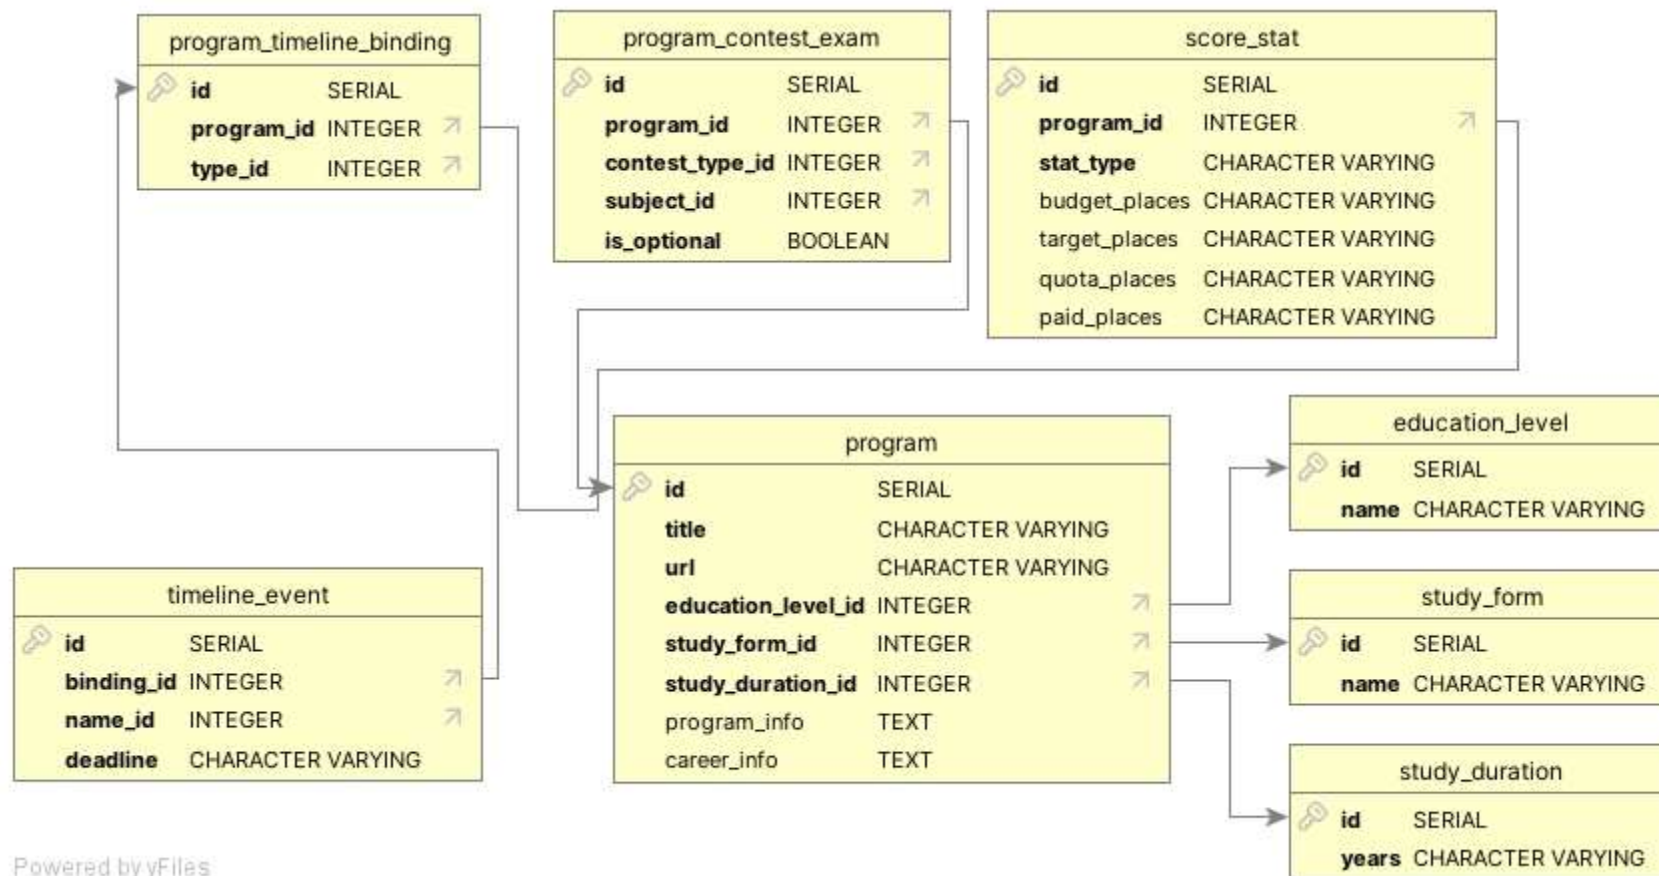 program_timeline_binding
id SERIAL
program_id INTEGER
type_id INTEGER
program_contest_exam
id SERIAL
program_id INTEGER
contest_type_id INTEGER
subject_id INTEGER
is_optional BOOLEAN
score_stat
id SERIAL
program_id INTEGER
stat_type CHARACTER VARYING
budget_places CHARACTER VARYING
target_places CHARACTER VARYING
quota_places CHARACTER VARYING
paid_places CHARACTER VARYING
program
id SERIAL
title CHARACTER VARYING
url CHARACTER VARYING
education_level_id INTEGER
study_form_id INTEGER
study_duration_id INTEGER
program_info TEXT
career_info TEXT
education_level
id SERIAL
name CHARACTER VARYING
study_form
id SERIAL
name CHARACTER VARYING
study_duration
id SERIAL
years CHARACTER VARYING
timeline_event
id SERIAL
binding_id INTEGER
name_id INTEGER
deadline CHARACTER VARYING
Powered by yFiles